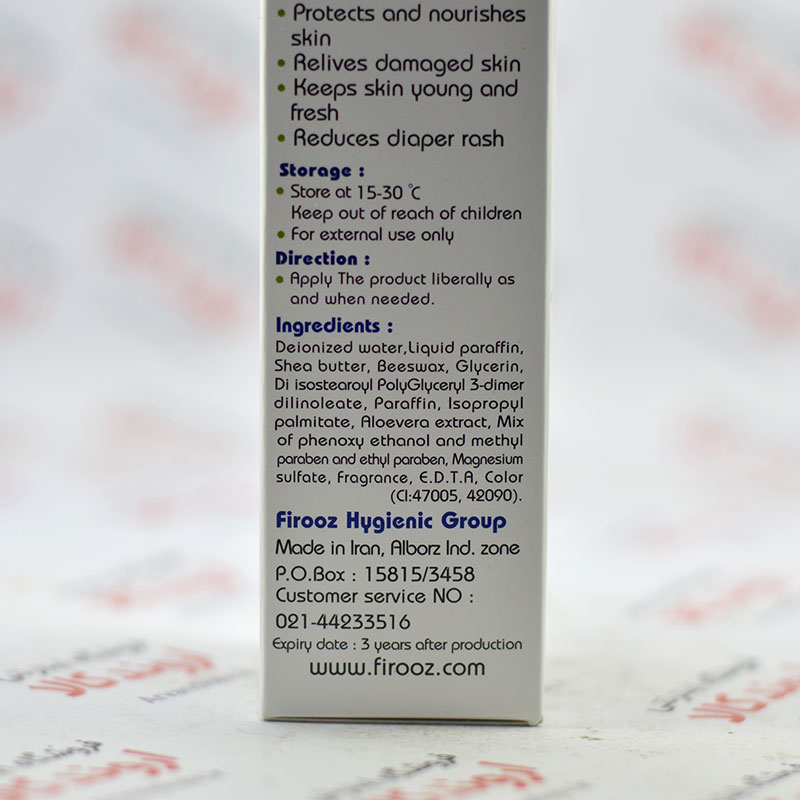 • Protects and nourishes
skin
• Relives damaged skin
• Keeps skin young and
fresh
• Reduces diaper rash
Storage :
• Store at 15-30 °C
Keep out of reach of children
• For external use only
Direction :
• Apply The product liberally as
and when needed.
Ingredients :
Deionized water,Liquid paraffin,
Shea butter, Beeswax, Glycerin,
Di isostearoyl PolyGlyceryl 3-dimer
dilinoleate, Paraffin, Isopropyl
palmitate, Aloevera extract, Mix
of phenoxy ethanol and methyl
paraben and ethyl paraben, Magnesium
sulfate, Fragrance, E.D.T.A, Color
(CI:47005, 42090).
Firooz Hygienic Group
Made in Iran, Alborz Ind. zone
P.O.Box : 15815/3458
Customer service NO :
021-44233516
Expiry date : 3 years after production
www.firooz.com